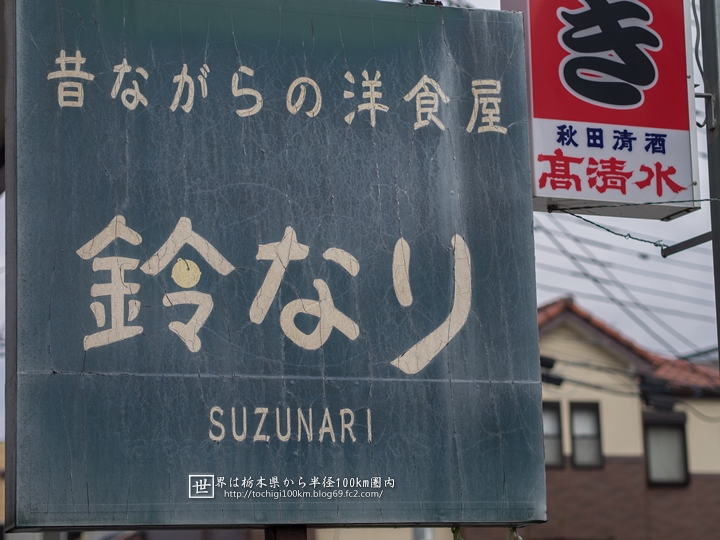 昔ながらの洋食屋
鈴なり
SUZUNARI
き
秋田清酒
髙清水
世界は栃木県から半径100km圏内
http://tochigi100km.blog69.fc2.com/